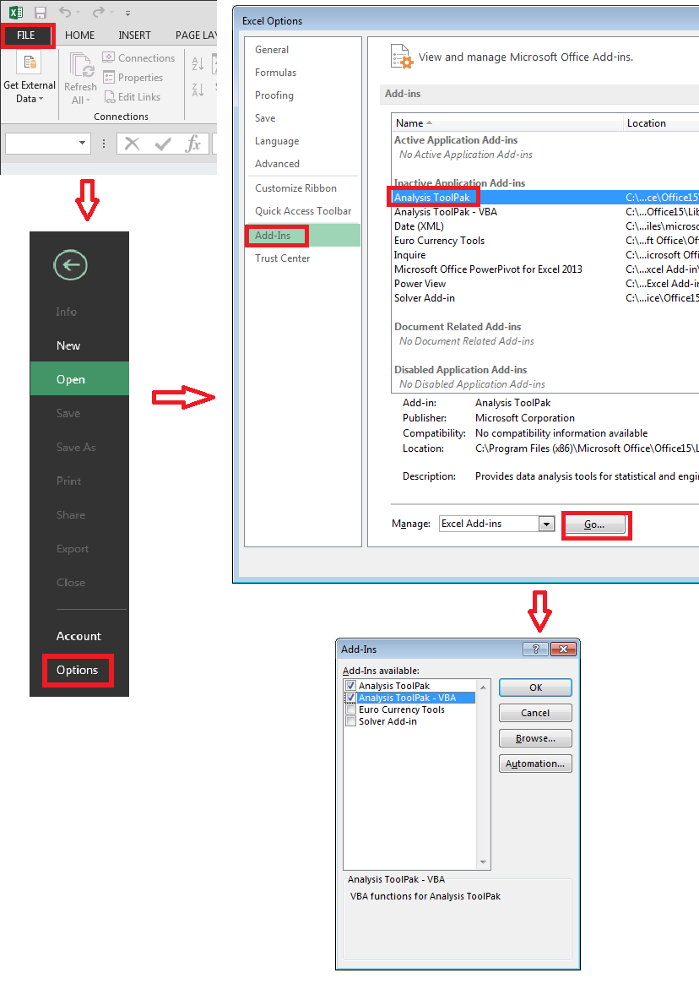 FILE HOME INSERT PAGE LAY
Get External
Data
Refresh
All
Connections
Properties
Edit Links
Connections
fx
Info
New
Open
Save
Save As
Print
Share
Export
Close
Account
Options
Excel Options
General
Formulas
Proofing
Save
Language
Advanced
Customize Ribbon
Quick Access Toolbar
Add-Ins
Trust Center
View and manage Microsoft Office Add-ins.
Add-ins
Name Location
Active Application Add-ins
No Active Application Add-ins
Inactive Application Add-ins
Analysis ToolPak C:\...ce\Office15\
Analysis ToolPak - VBA C:\...Office15\Lib
Date (XML) C:\...iles\microso
Euro Currency Tools C:\...ft Office\Off
Inquire C:\...icrosoft Offi
Microsoft Office PowerPivot for Excel 2013 C:\...xcel Add-in\
Power View C:\...Excel Add-in
Solver Add-in C:\...ice\Office15
Document Related Add-ins
No Document Related Add-ins
Disabled Application Add-ins
No Disabled Application Add-ins
Add-in: Analysis ToolPak
Publisher: Microsoft Corporation
Compatibility: No compatibility information available
Location: C:\Program Files (x86)\Microsoft Office\Office15\L
Description: Provides data analysis tools for statistical and engin
Manage: Excel Add-ins Go...
Add-Ins
Add-Ins available:
Analysis ToolPak
Analysis ToolPak - VBA
Euro Currency Tools
Solver Add-in
OK
Cancel
Browse...
Automation...
Analysis ToolPak - VBA
VBA functions for Analysis ToolPak